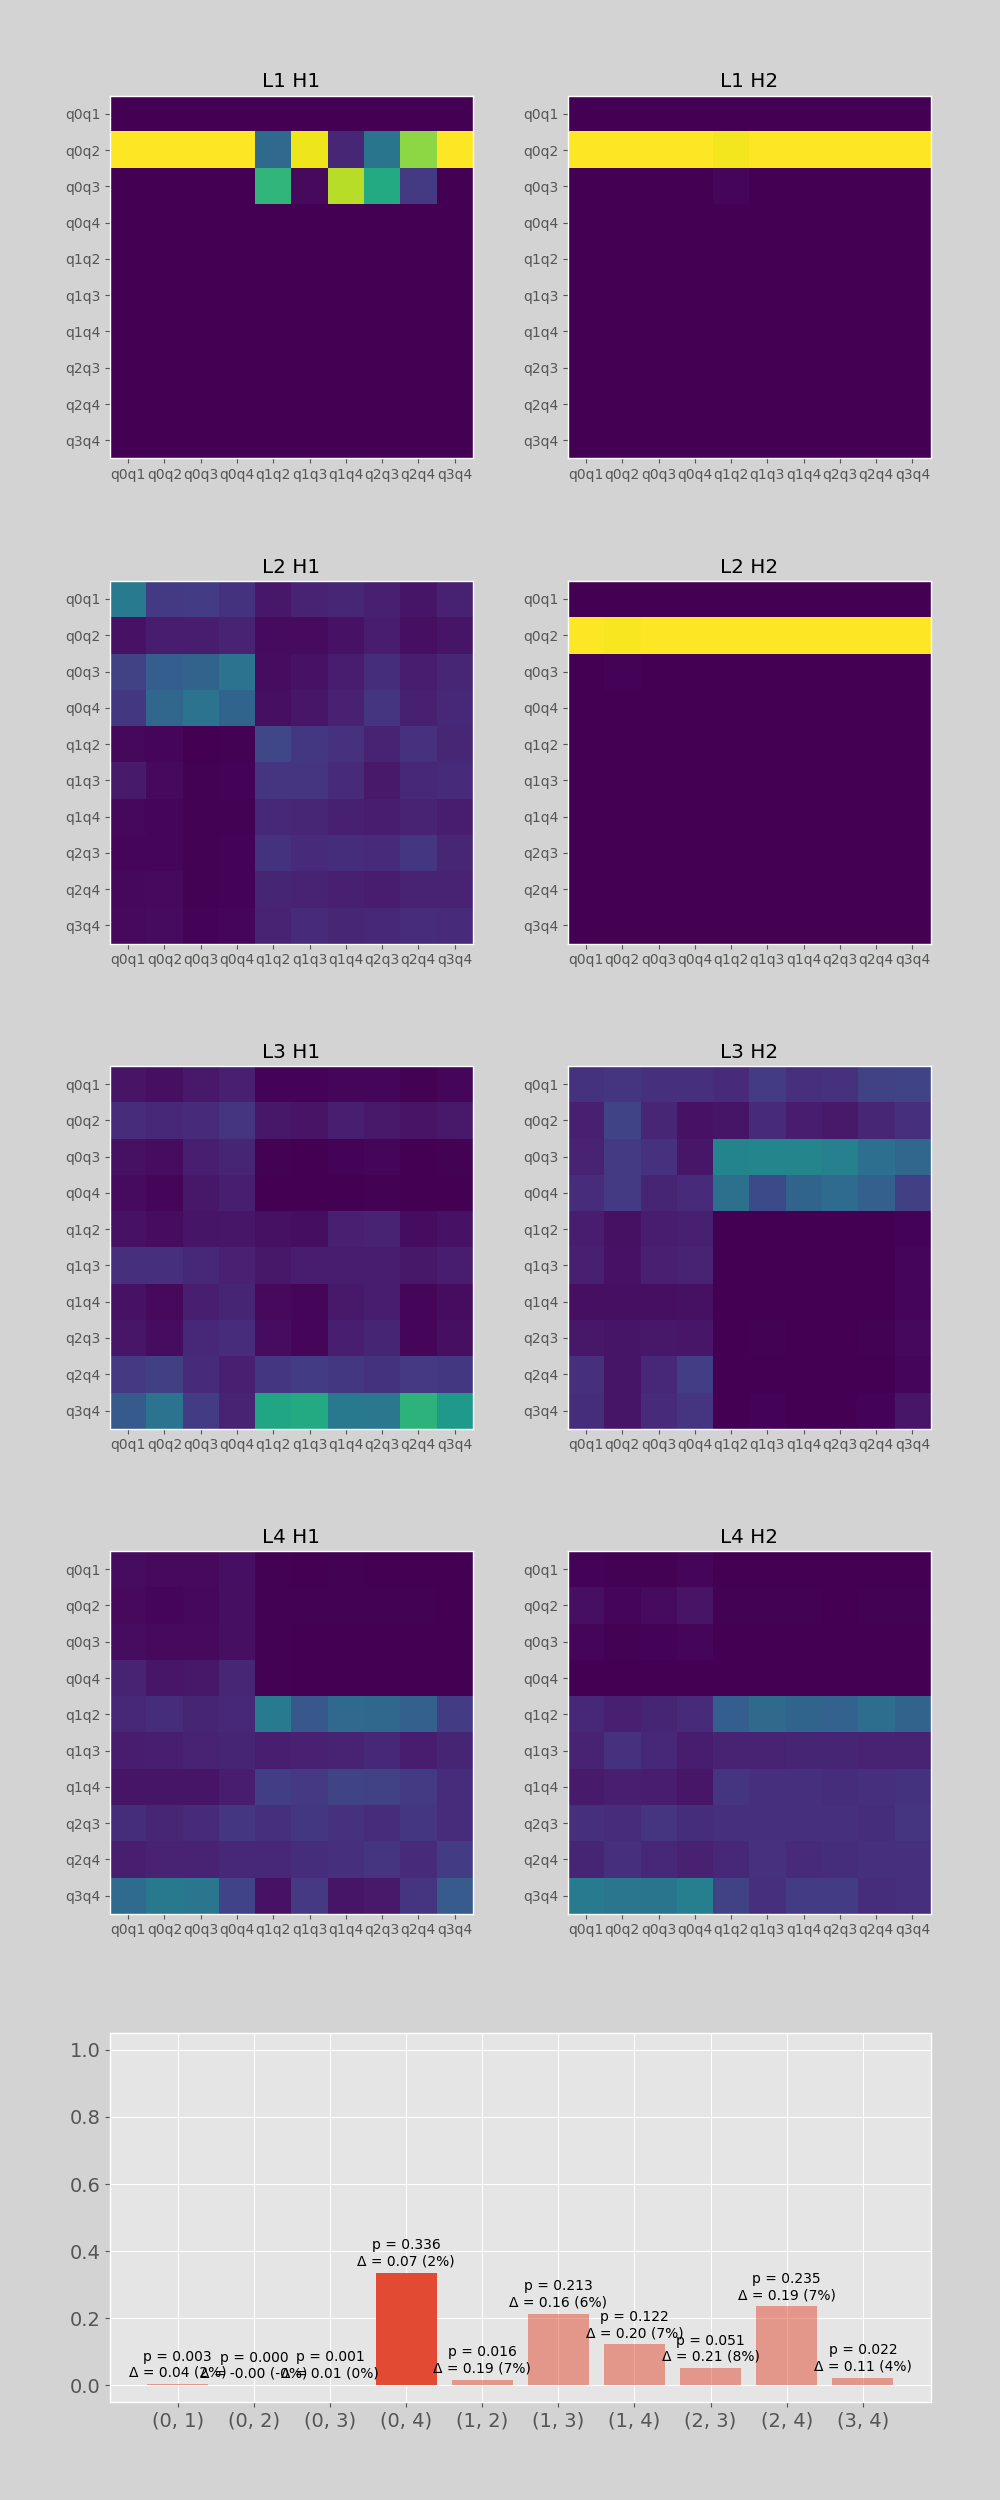 L1 H1
L1 H2
q0q1
q0q2
q0q3
q0q4
q1q2
q1q3
q1q4
q2q3
q2q4
q3q4
q0q1 q0q2 q0q3 q0q4 q1q2 q1q3 q1q4 q2q3 q2q4 q3q4
q0q1
q0q2
q0q3
q0q4
q1q2
q1q3
q1q4
q2q3
q2q4
q3q4
q0q1 q0q2 q0q3 q0q4 q1q2 q1q3 q1q4 q2q3 q2q4 q3q4
L2 H1
L2 H2
q0q1
q0q2
q0q3
q0q4
q1q2
q1q3
q1q4
q2q3
q2q4
q3q4
q0q1 q0q2 q0q3 q0q4 q1q2 q1q3 q1q4 q2q3 q2q4 q3q4
q0q1
q0q2
q0q3
q0q4
q1q2
q1q3
q1q4
q2q3
q2q4
q3q4
q0q1 q0q2 q0q3 q0q4 q1q2 q1q3 q1q4 q2q3 q2q4 q3q4
L3 H1
L3 H2
q0q1
q0q2
q0q3
q0q4
q1q2
q1q3
q1q4
q2q3
q2q4
q3q4
q0q1 q0q2 q0q3 q0q4 q1q2 q1q3 q1q4 q2q3 q2q4 q3q4
q0q1
q0q2
q0q3
q0q4
q1q2
q1q3
q1q4
q2q3
q2q4
q3q4
q0q1 q0q2 q0q3 q0q4 q1q2 q1q3 q1q4 q2q3 q2q4 q3q4
L4 H1
L4 H2
q0q1
q0q2
q0q3
q0q4
q1q2
q1q3
q1q4
q2q3
q2q4
q3q4
q0q1 q0q2 q0q3 q0q4 q1q2 q1q3 q1q4 q2q3 q2q4 q3q4
q0q1
q0q2
q0q3
q0q4
q1q2
q1q3
q1q4
q2q3
q2q4
q3q4
q0q1 q0q2 q0q3 q0q4 q1q2 q1q3 q1q4 q2q3 q2q4 q3q4
1.0
0.8
0.6
0.4
0.2
0.0
p = 0.003
Δ = 0.04 (2%)
p = 0.000
Δ = -0.00 (-0%)
p = 0.001
Δ = 0.01 (0%)
p = 0.336
Δ = 0.07 (2%)
p = 0.016
Δ = 0.19 (7%)
p = 0.213
Δ = 0.16 (6%)
p = 0.122
Δ = 0.20 (7%)
p = 0.051
Δ = 0.21 (8%)
p = 0.235
Δ = 0.19 (7%)
p = 0.022
Δ = 0.11 (4%)
(0, 1) (0, 2) (0, 3) (0, 4) (1, 2) (1, 3) (1, 4) (2, 3) (2, 4) (3, 4)